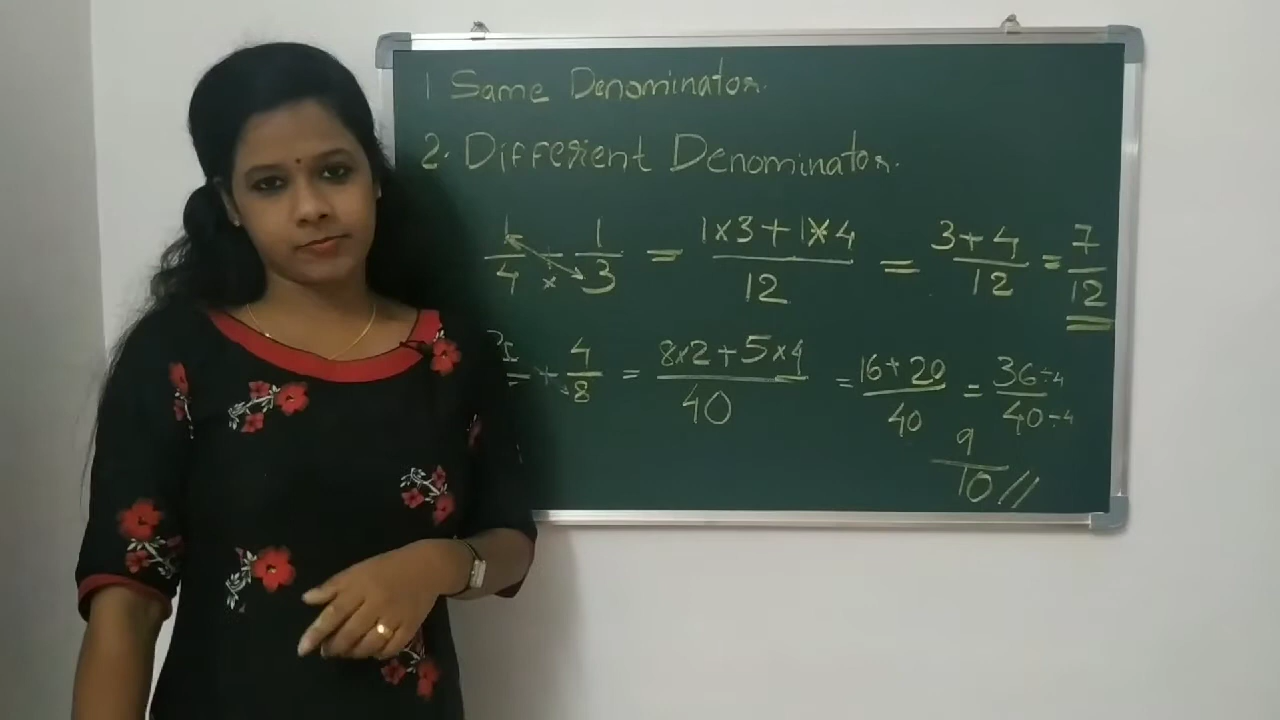 1 Same Denominator.
2. Different Denominator.
1/4 + 1/3 = (1×3+1×4)/12 = (3+4)/12 = 7/12
+ 4/8 = (8×2+5×4)/40 = (16+20)/40 = (36÷4)/(40÷4)
9/10 //